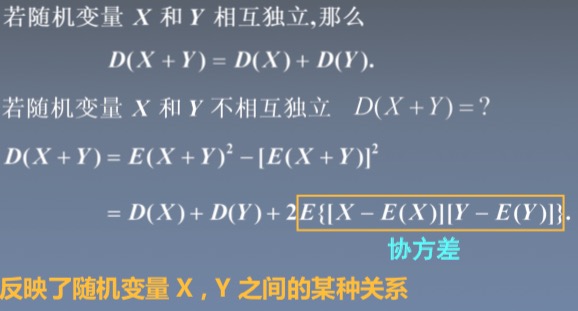 若随机变量 X 和 Y 相互独立,那么
D(X + Y) = D(X) + D(Y).
若随机变量 X 和 Y 不相互独立 D(X + Y) = ?
D(X + Y) = E(X + Y)² − [E(X + Y)]²
= D(X) + D(Y) + 2E{[X − E(X)][Y − E(Y)]}.
协方差
反映了随机变量 X , Y 之间的某种关系